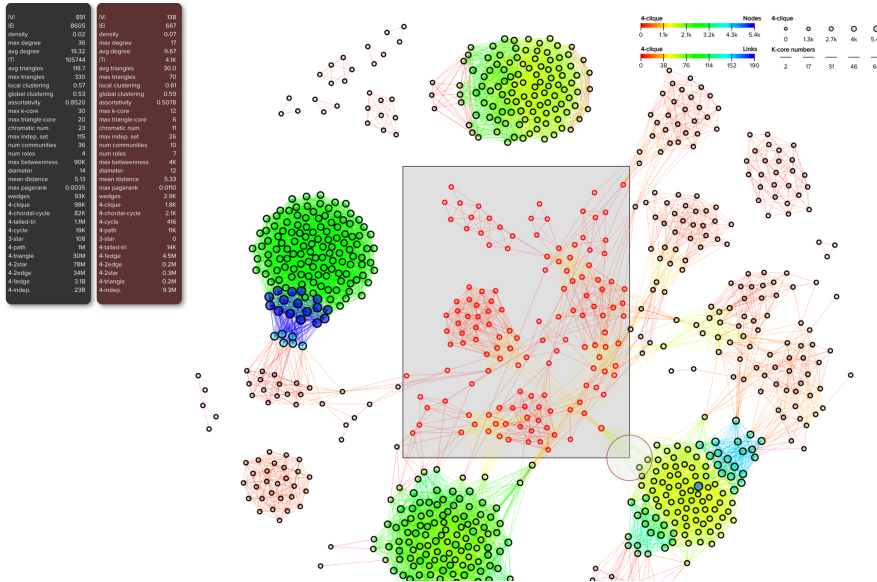 |V| 891
|E| 8605
density 0.02
max degree 36
avg degree 19.32
|T| 105744
avg triangles 118.7
max triangles 330
local clustering 0.57
global clustering 0.53
assortativity 0.8520
max k-core 30
max triangle-core 20
chromatic num. 23
max indep. set 115
num communities 36
num roles 4
max betweenness 90K
diameter 14
mean distance 5.13
max pagerank 0.0035
wedges 93K
4-clique 98K
4-chordal-cycle 82K
4-tailed-tri 1.1M
4-cycle 19K
3-star 108
4-path 1M
4-triangle 30M
4-2star 78M
4-2edge 34M
4-1edge 3.1B
4-indep. 23B
|V| 138
|E| 667
density 0.07
max degree 17
avg degree 9.67
|T| 4.1K
avg triangles 30.0
max triangles 70
local clustering 0.61
global clustering 0.59
assortativity 0.5078
max k-core 12
max triangle-core 6
chromatic num. 11
max indep. set 26
num communities 10
num roles 7
max betweenness 4K
diameter 12
mean distance 5.33
max pagerank 0.0110
wedges 2.9K
4-clique 1.8K
4-chordal-cycle 2.1K
4-cycle 416
4-path 11K
3-star 0
4-tailed-tri 14K
4-1edge 4.5M
4-2edge 0.2M
4-2star 0.3M
4-triangle 0.2M
4-indep. 9.3M
4-clique Nodes
0 1.1k 2.2k 3.2k 4.3k 5.4k
4-clique Links
0 38 76 114 152 190
4-clique
0 1.3k 2.7k 4k
K-core numbers
2 17 31 46